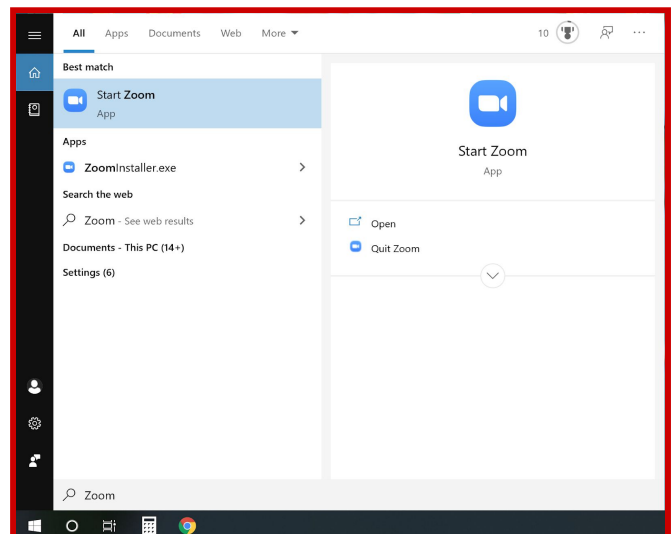 All Apps Documents Web More 10
Best match
Start Zoom
App
Apps
ZoomInstaller.exe
Search the web
Zoom - See web results
Documents - This PC (14+)
Settings (6)
Start Zoom
App
Open
Quit Zoom
Zoom